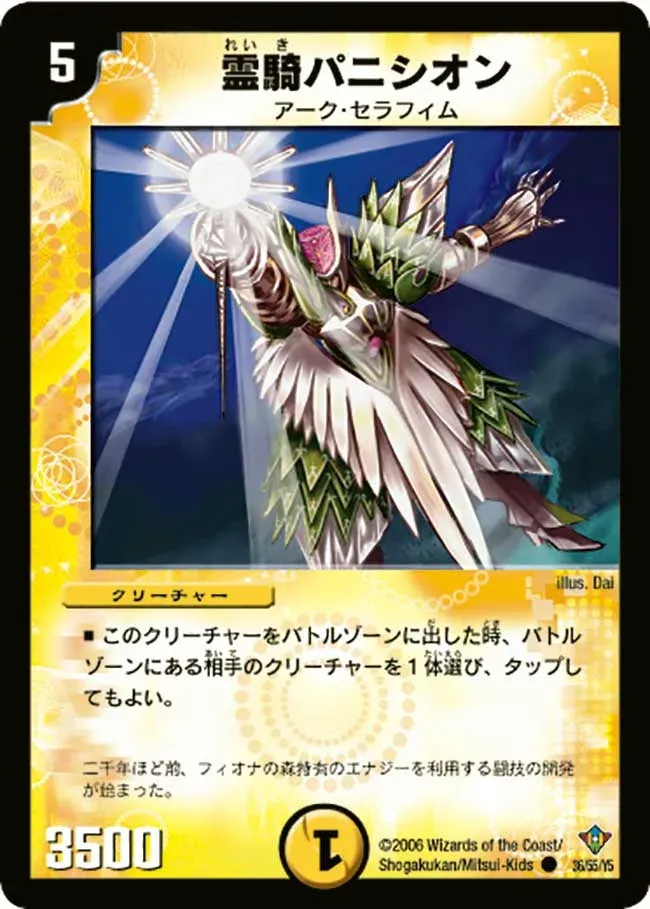 5
れい き
霊騎パニシオン
アーク・セラフィム
illus. Dai
クリーチャー
■ このクリーチャーをバトルゾーンに出した時、バトル
ゾーンにある相手のクリーチャーを1体選び、タップし
てもよい。
二千年ほど前、フィオナの森特有のエナジーを利用する闘技の開発
が始まった。
3500
1
©2006 Wizards of the Coast/
Shogakukan/Mitsui-Kids
36/55/Y5